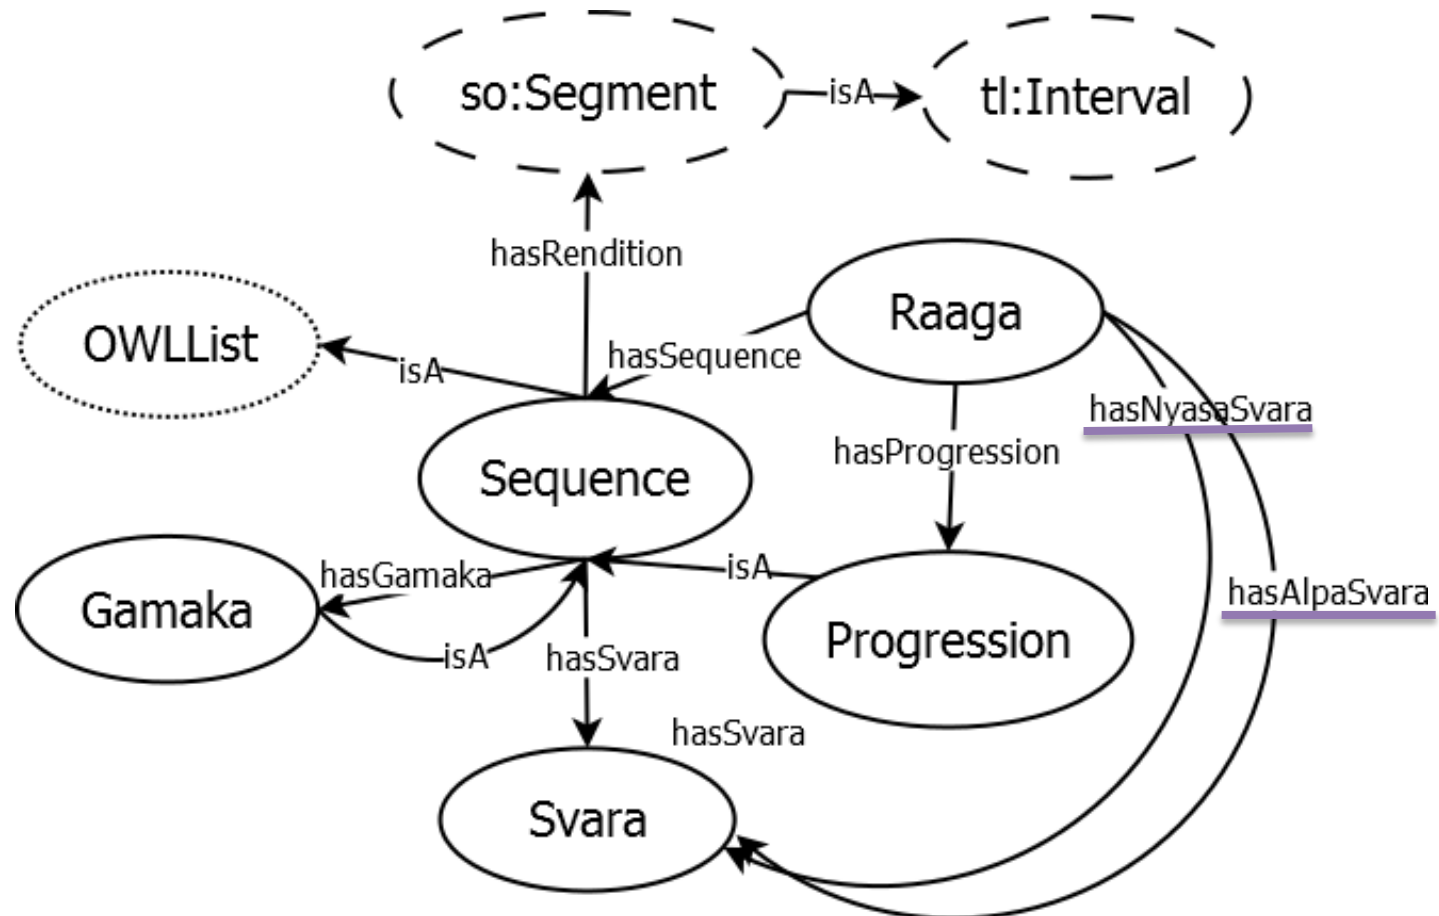 so:Segment
isA
tl:Interval
hasRendition
Raaga
OWLList
isA
hasSequence
hasNyasaSvara
hasProgression
Sequence
hasGamaka
isA
hasAlpaSvara
Gamaka
Progression
isA
hasSvara
hasSvara
Svara